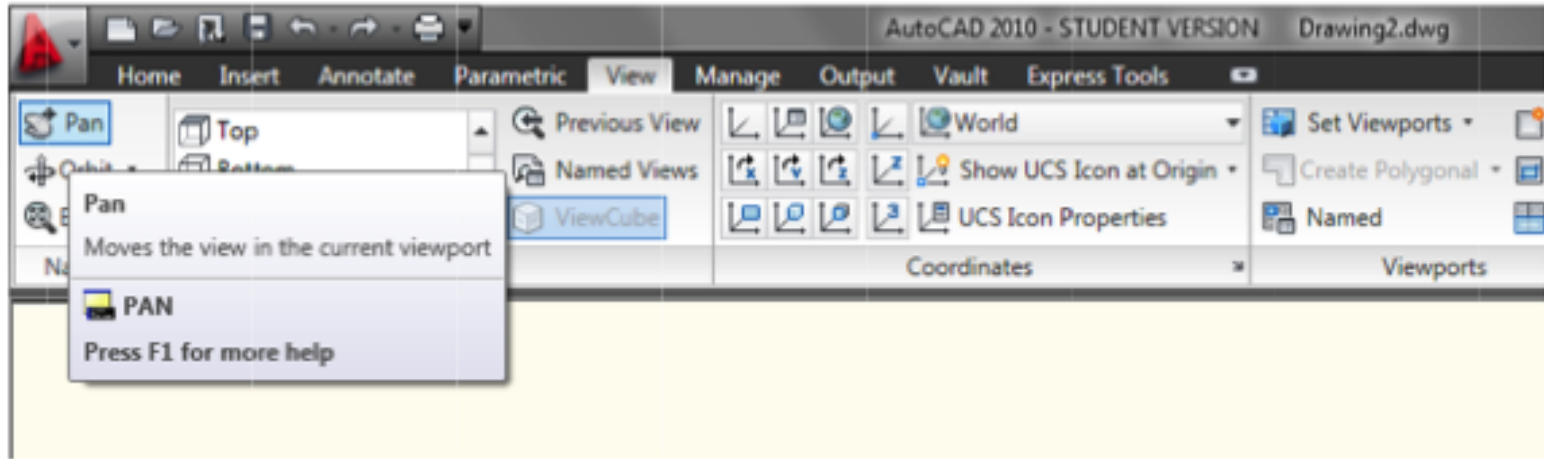 AutoCAD 2010 - STUDENT VERSION Drawing2.dwg
Home Insert Annotate Parametric View Manage Output Vault Express Tools
Pan
Top
Previous View
World
Set Viewports
Orbit
Bottom
Named Views
Show UCS Icon at Origin
Create Polygonal
ViewCube
UCS Icon Properties
Named
Coordinates
Viewports
Pan
Moves the view in the current viewport
PAN
Press F1 for more help